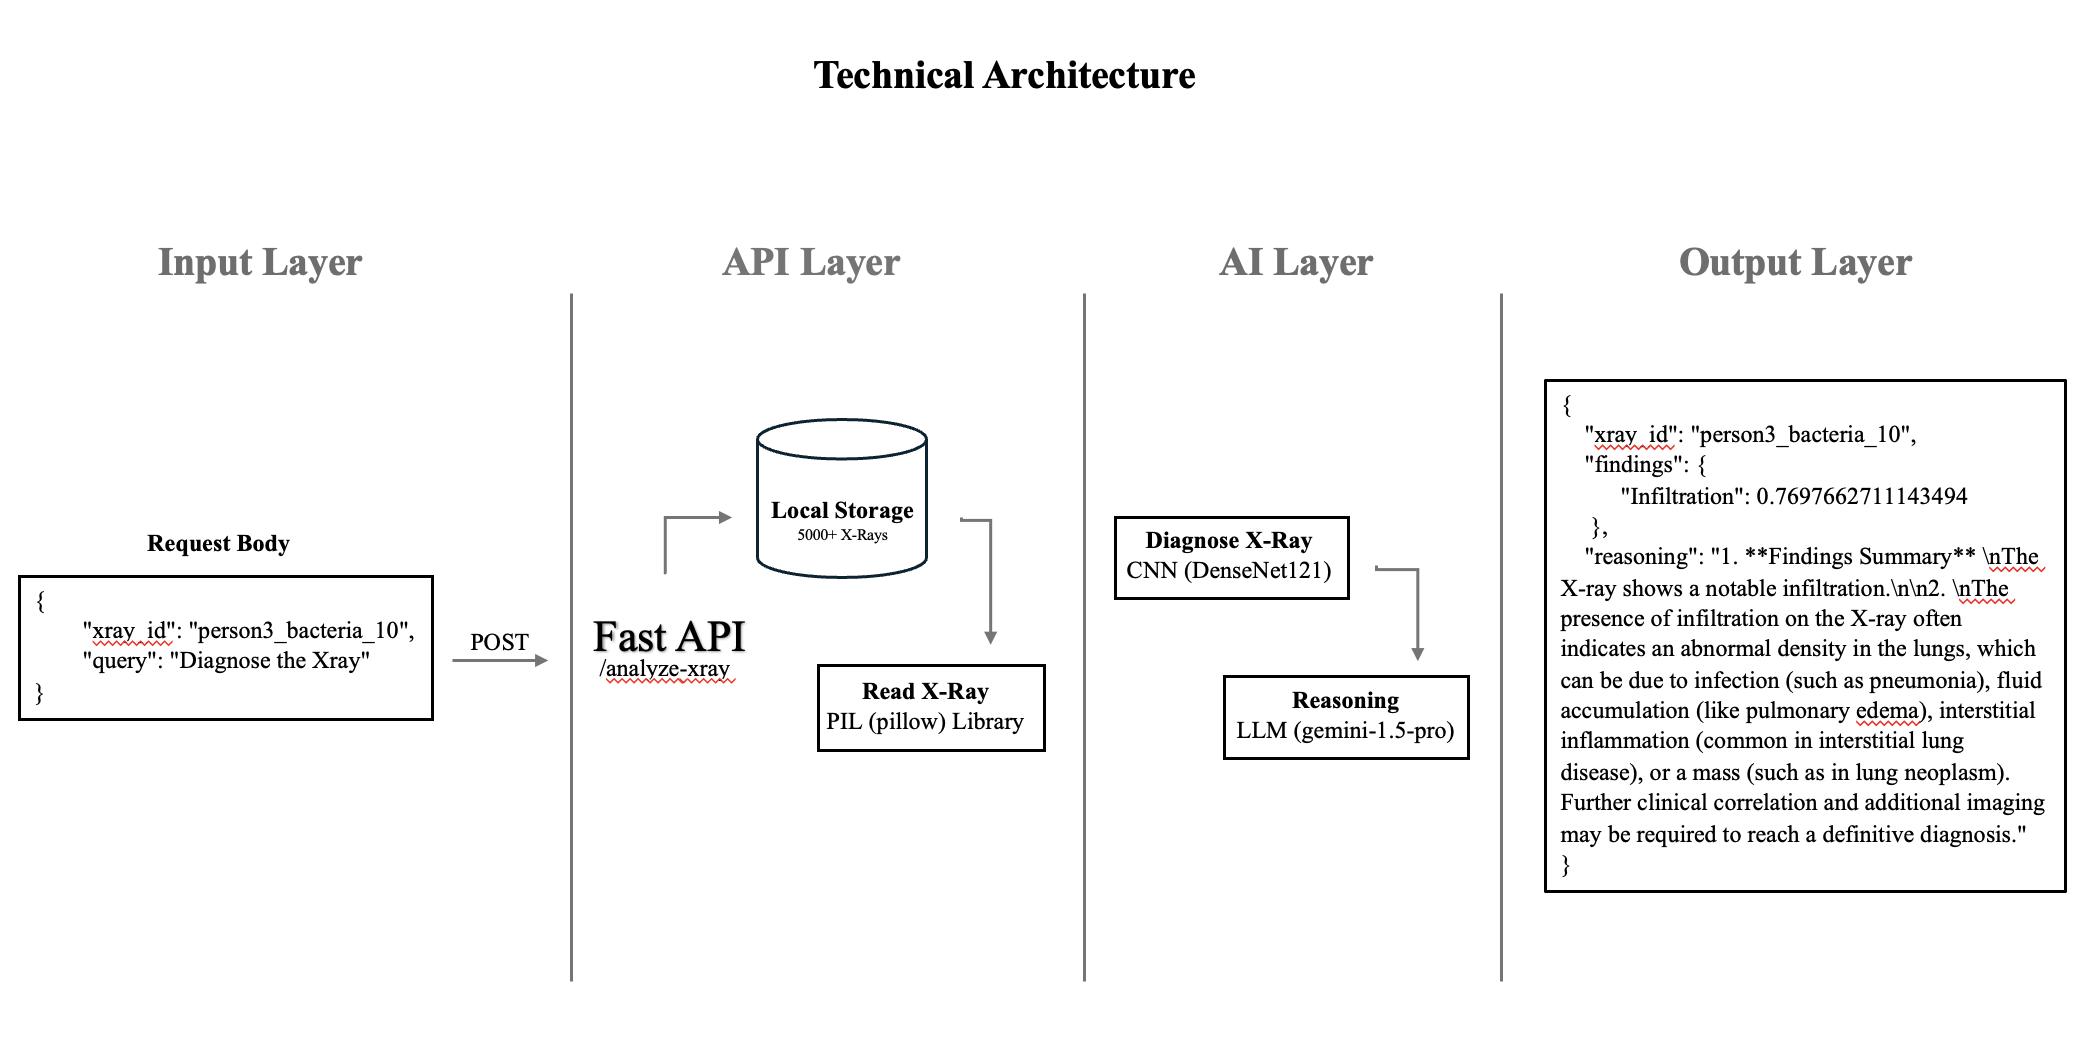 Technical Architecture
Input Layer
API Layer
AI Layer
Output Layer
Request Body
{
"xray_id": "person3_bacteria_10",
"query": "Diagnose the Xray"
}
POST
Fast API
/analyze-xray
Local Storage
5000+ X-Rays
Read X-Ray
PIL (pillow) Library
Diagnose X-Ray
CNN (DenseNet121)
Reasoning
LLM (gemini-1.5-pro)
{
"xray_id": "person3_bacteria_10",
"findings": {
"Infiltration": 0.7697662711143494
},
"reasoning": "1. **Findings Summary** \nThe
X-ray shows a notable infiltration.\n\n2. \nThe
presence of infiltration on the X-ray often
indicates an abnormal density in the lungs, which
can be due to infection (such as pneumonia), fluid
accumulation (like pulmonary edema), interstitial
inflammation (common in interstitial lung
disease), or a mass (such as in lung neoplasm).
Further clinical correlation and additional imaging
may be required to reach a definitive diagnosis."
}